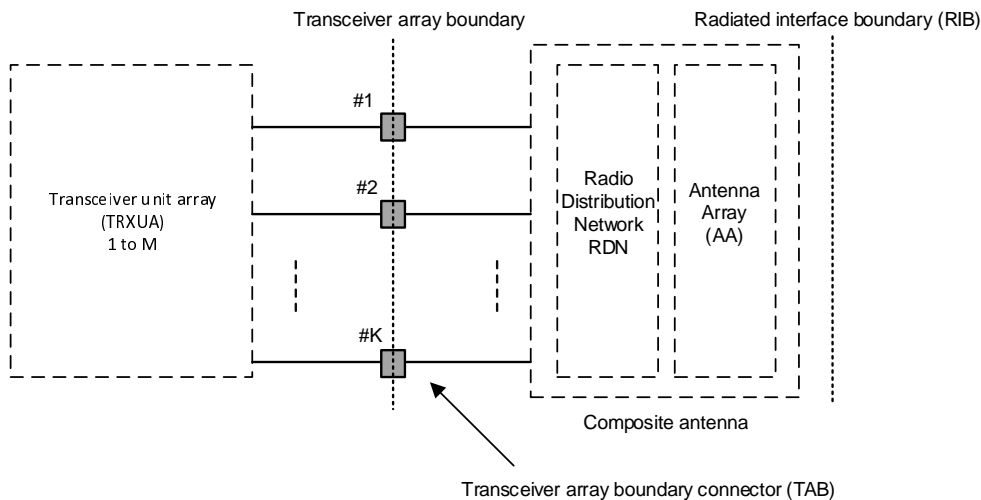 Transceiver array boundary
Radiated interface boundary (RIB)
#1
#2
#K
Transceiver unit array
(TRXUA)
1 to M
Radio
Distribution
Network
RDN
Antenna
Array
(AA)
Composite antenna
Transceiver array boundary connector (TAB)